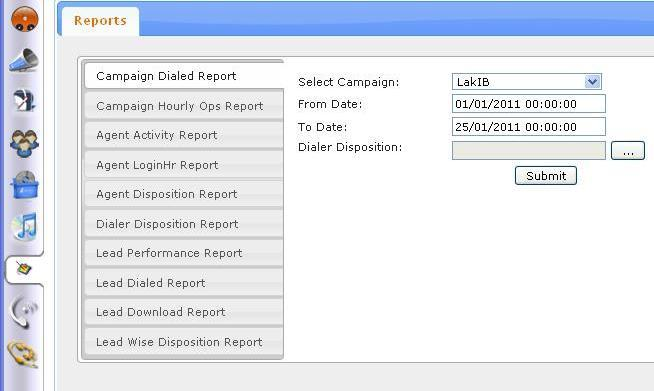 Reports
Campaign Dialed Report
Campaign Hourly Ops Report
Agent Activity Report
Agent LoginHr Report
Agent Disposition Report
Dialer Disposition Report
Lead Performance Report
Lead Dialed Report
Lead Download Report
Lead Wise Disposition Report
Select Campaign: LakIB
From Date: 01/01/2011 00:00:00
To Date: 25/01/2011 00:00:00
Dialer Disposition: ...
Submit